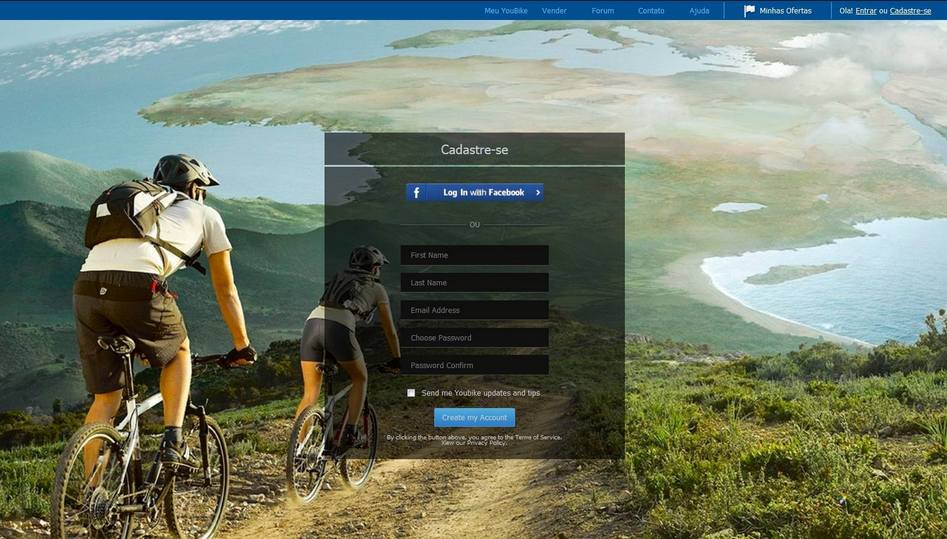 Meu YouBike Vender Forum Contato Ajuda Minhas Ofertas Ola! Entrar ou Cadastre-se
Cadastre-se
f Log In with Facebook >
OU
First Name
Last Name
Email Address
Choose Password
Password Confirm
Send me Youbike updates and tips
Create my Account
By clicking the button above, you agree to the Terms of Service.
View our Privacy Policy.